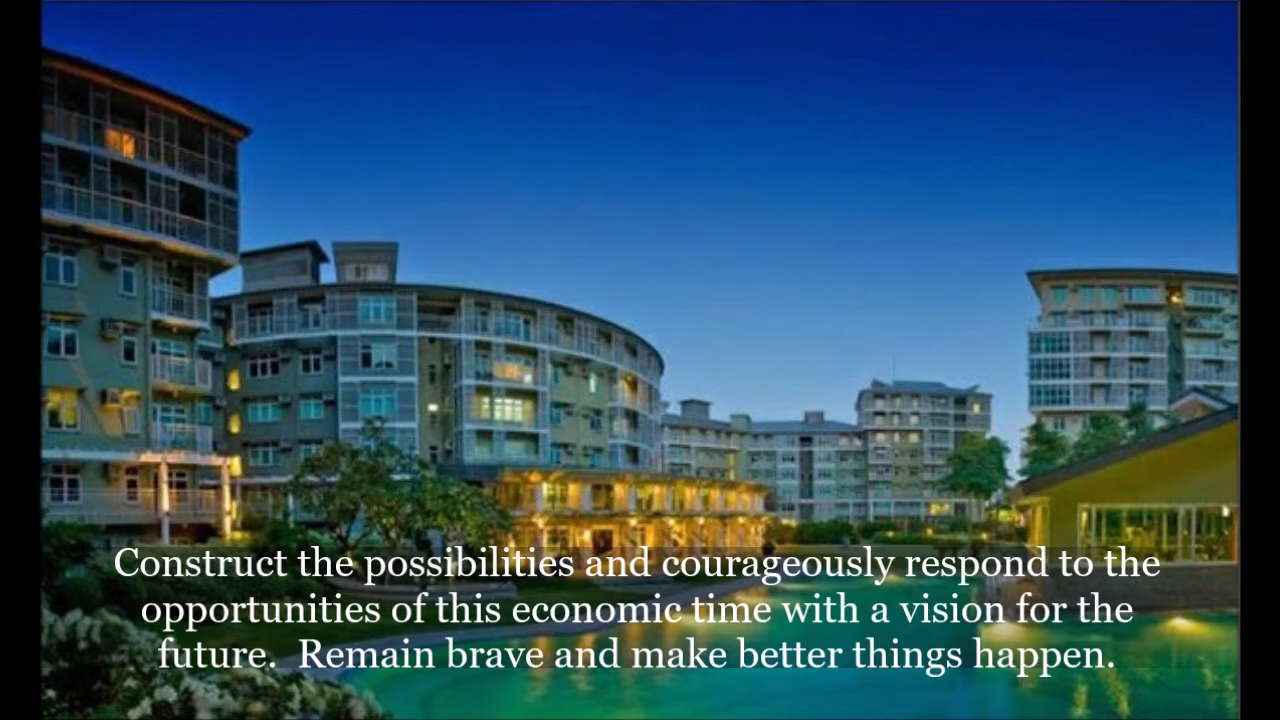 Construct the possibilities and courageously respond to the
opportunities of this economic time with a vision for the
future.  Remain brave and make better things happen.